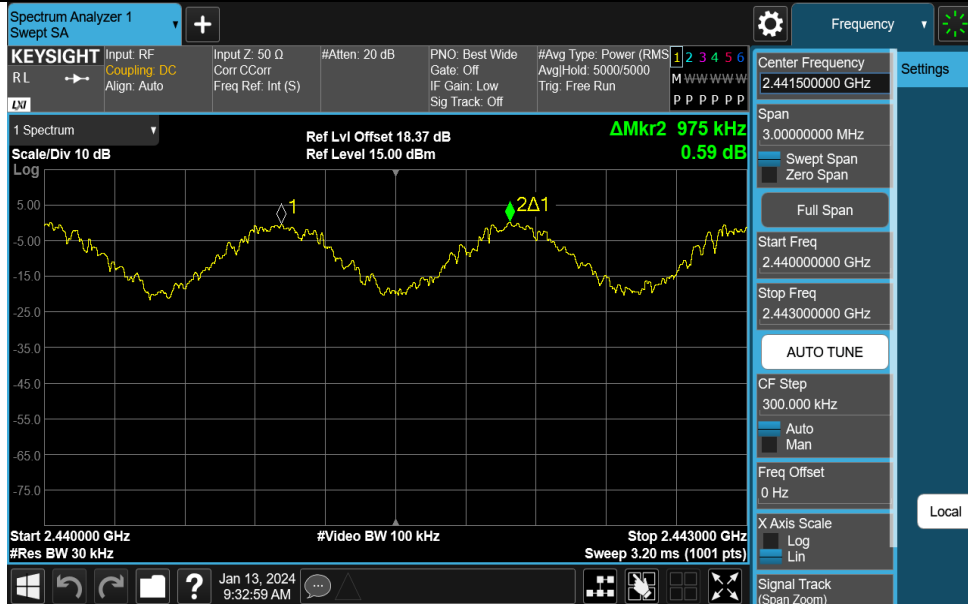 Spectrum Analyzer 1
Swept SA
Frequency
KEYSIGHT
RL
LXI
Input: RF
Coupling: DC
Align: Auto
Input Z: 50 Ω
Corr CCorr
Freq Ref: Int (S)
#Atten: 20 dB
PNO: Best Wide
Gate: Off
IF Gain: Low
Sig Track: Off
#Avg Type: Power (RMS
Avg|Hold: 5000/5000
Trig: Free Run
1 2 3 4 5 6
M W W W W W
P P P P P P
1 Spectrum
Scale/Div 10 dB
Log
Ref Lvl Offset 18.37 dB
Ref Level 15.00 dBm
ΔMkr2 975 kHz
0.59 dB
5.00
-5.00
-15.0
-25.0
-35.0
-45.0
-55.0
-65.0
-75.0
1
2Δ1
Start 2.440000 GHz
#Res BW 30 kHz
#Video BW 100 kHz
Stop 2.443000 GHz
Sweep 3.20 ms (1001 pts)
Jan 13, 2024
9:32:59 AM
Center Frequency
2.441500000 GHz
Span
3.00000000 MHz
Swept Span
Zero Span
Full Span
Start Freq
2.440000000 GHz
Stop Freq
2.443000000 GHz
AUTO TUNE
CF Step
300.000 kHz
Auto
Man
Freq Offset
0 Hz
X Axis Scale
Log
Lin
Signal Track
(Span Zoom)
Settings
Local